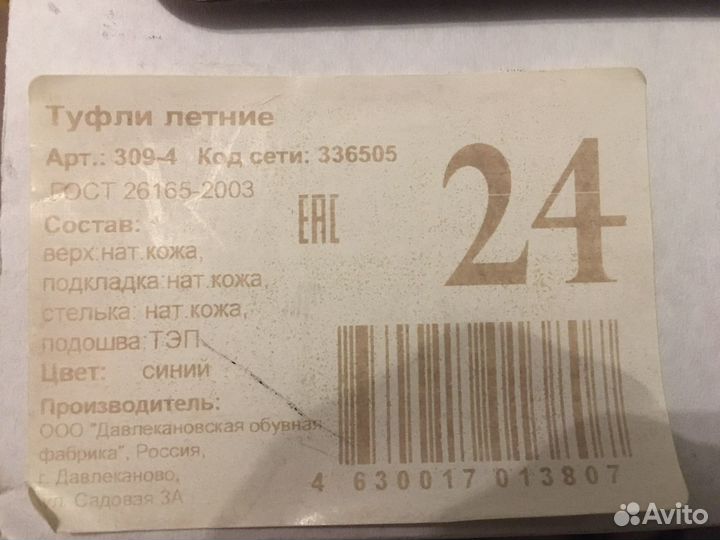 Туфли летние
Арт.: 309-4 Код сети: 336505
ГОСТ 26165-2003
Состав:
верх:нат.кожа,
подкладка:нат.кожа,
стелька: нат.кожа,
подошва:ТЭП
Цвет: синий
Производитель:
ООО "Давлекановская обувная
фабрика", Россия,
г. Давлеканово,
ул. Садовая 3А
EAC
24
4 630017 013807
Avito